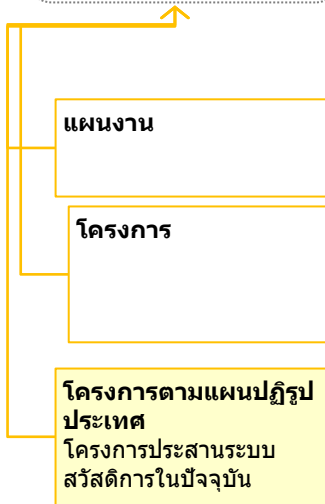 แผนงาน
โครงการ
โครงการตามแผนปฏิรูป
ประเทศ
โครงการประสานระบบ
สวัสดิการในปัจจุบัน